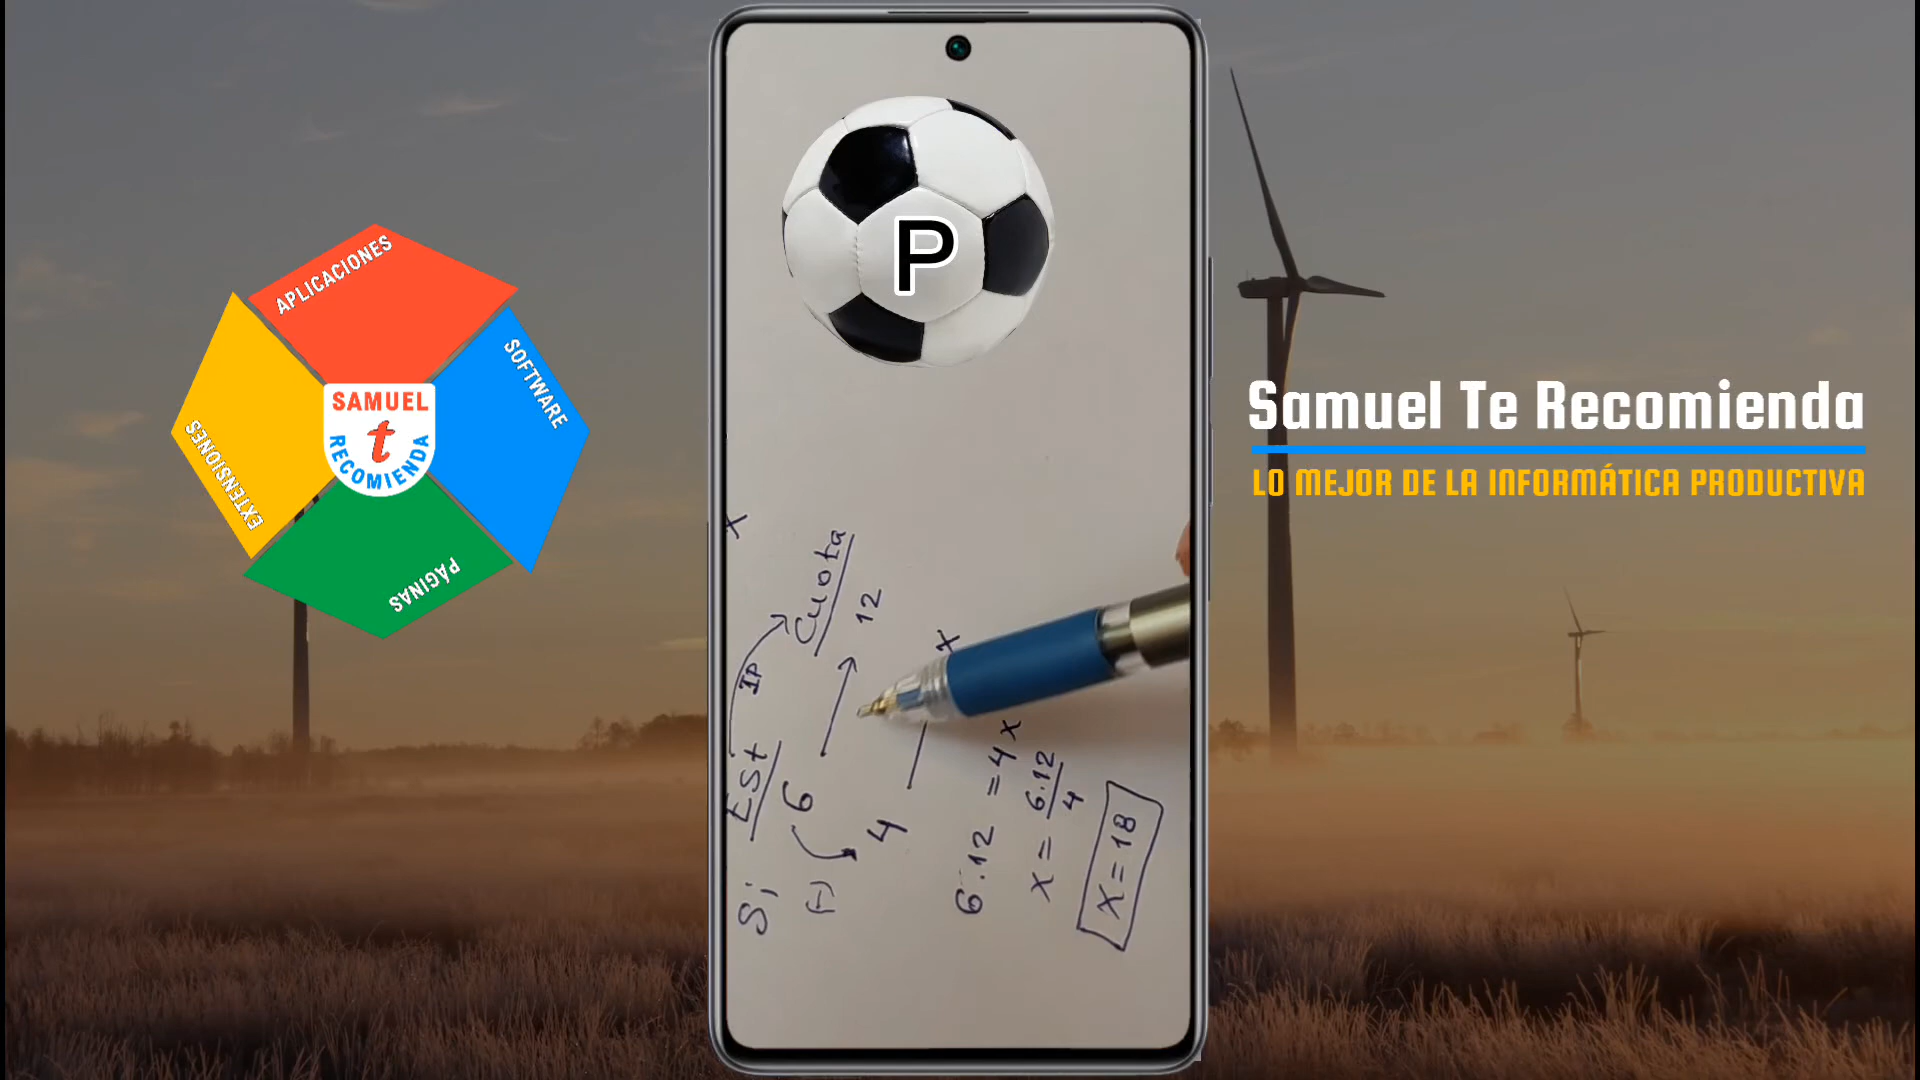 APLICACIONES
SOFTWARE
EXTENSIONES
PÁGINAS
SAMUEL
t
RECOMIENDA
P
x
Si
Est
IP
Cuota
6
12
(-)
4
x
6.12 = 4x
x = 6.12
4
x = 18
Samuel Te Recomienda
LO MEJOR DE LA INFORMÁTICA PRODUCTIVA